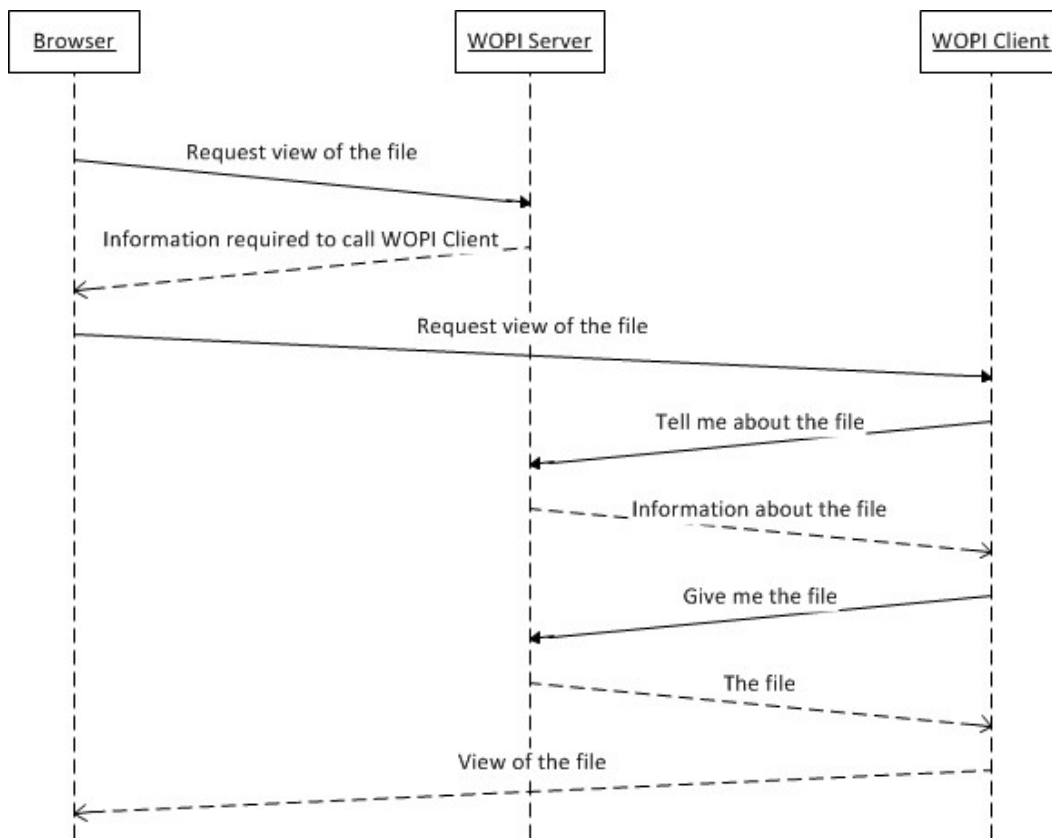 Browser
WOPI Server
WOPI Client
Request view of the file
Information required to call WOPI Client
Request view of the file
Tell me about the file
Information about the file
Give me the file
The file
View of the file